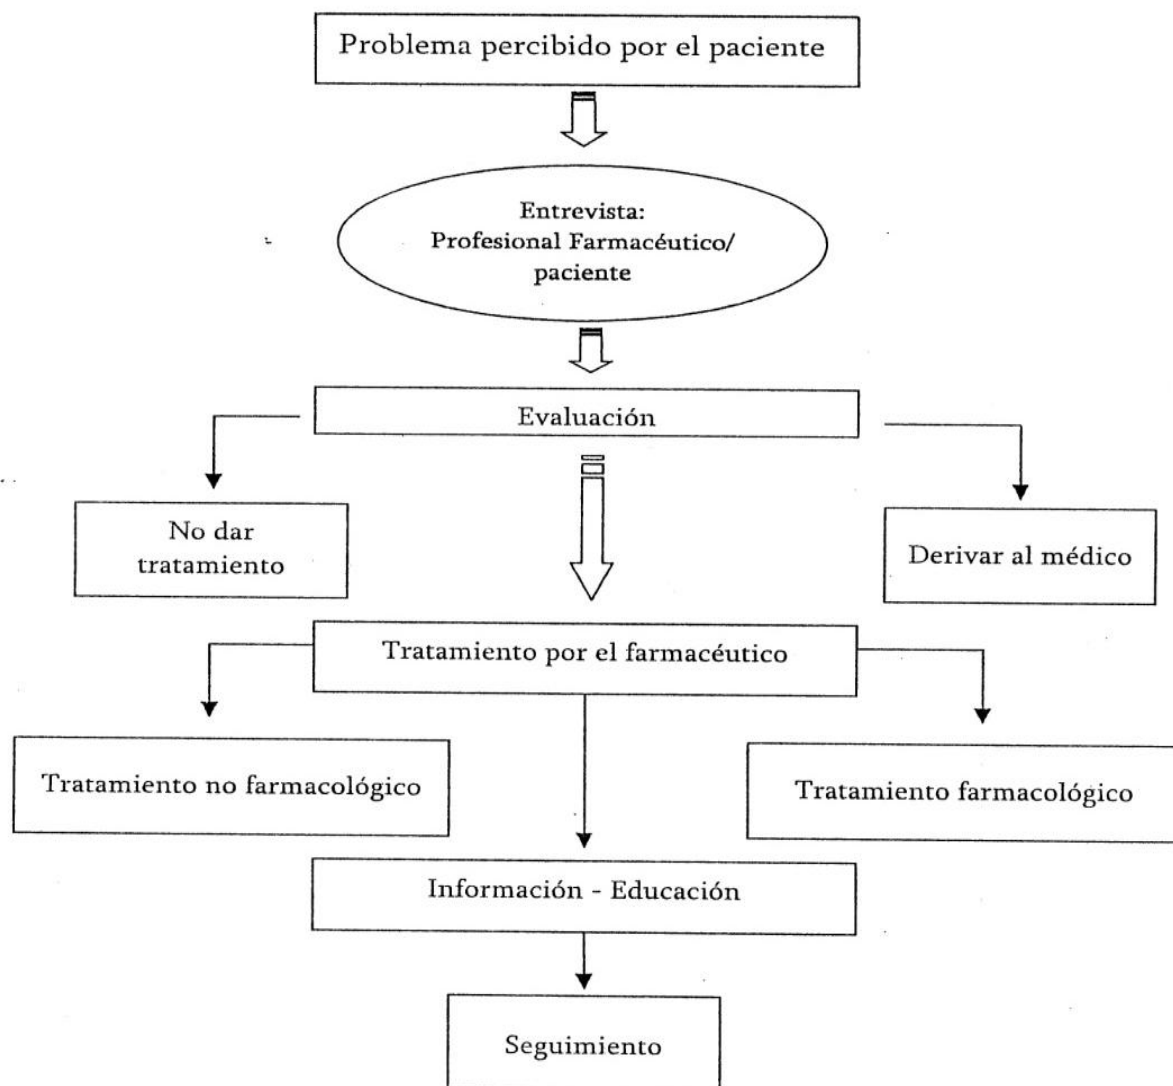 Problema percibido por el paciente
Entrevista:
Profesional Farmacéutico/
paciente
Evaluación
No dar
tratamiento
Derivar al médico
Tratamiento por el farmacéutico
Tratamiento no farmacológico
Tratamiento farmacológico
Información - Educación
Seguimiento